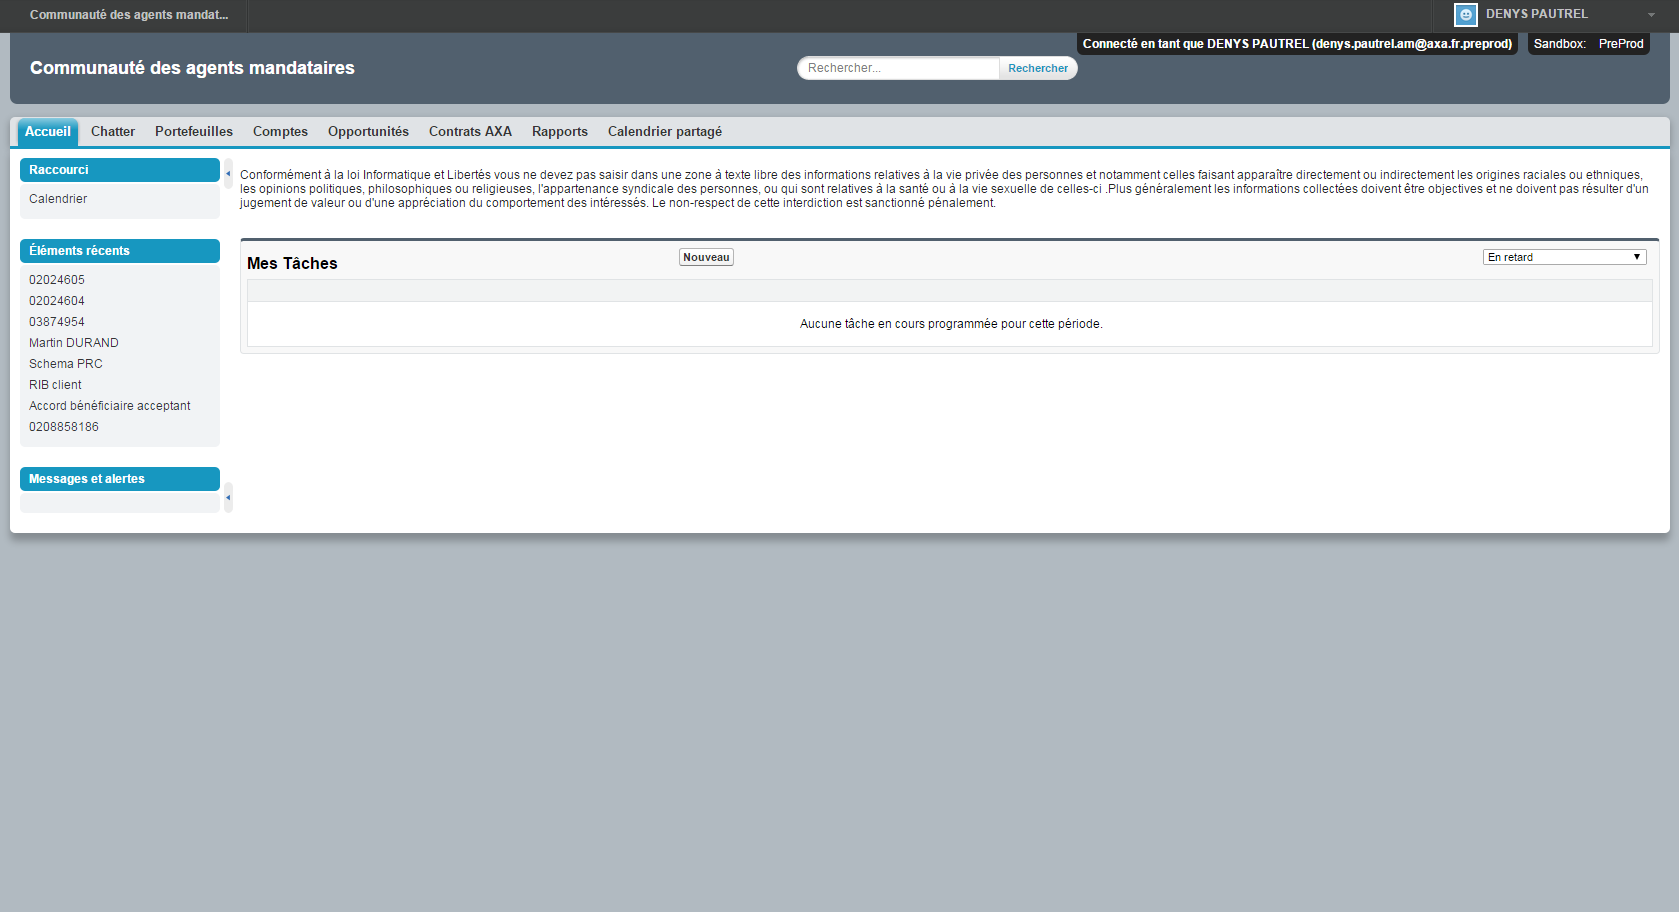 Communauté des agents mandat...
DENYS PAUTREL
Connecté en tant que DENYS PAUTREL (denys.pautrel.am@axa.fr.preprod)
Sandbox: PreProd
Communauté des agents mandataires
Rechercher...
Rechercher
Accueil Chatter Portefeuilles Comptes Opportunités Contrats AXA Rapports Calendrier partagé
Raccourci
Calendrier
Éléments récents
02024605
02024604
03874954
Martin DURAND
Schema PRC
RIB client
Accord bénéficiaire acceptant
0208858186
Messages et alertes
Conformément à la loi Informatique et Libertés vous ne devez pas saisir dans une zone à texte libre des informations relatives à la vie privée des personnes et notamment celles faisant apparaître directement ou indirectement les origines raciales ou ethniques,
les opinions politiques, philosophiques ou religieuses, l'appartenance syndicale des personnes, ou qui sont relatives à la santé ou à la vie sexuelle de celles-ci .Plus généralement les informations collectées doivent être objectives et ne doivent pas résulter d'un
jugement de valeur ou d'une appréciation du comportement des intéressés. Le non-respect de cette interdiction est sanctionné pénalement.
Mes Tâches
Nouveau
En retard
Aucune tâche en cours programmée pour cette période.